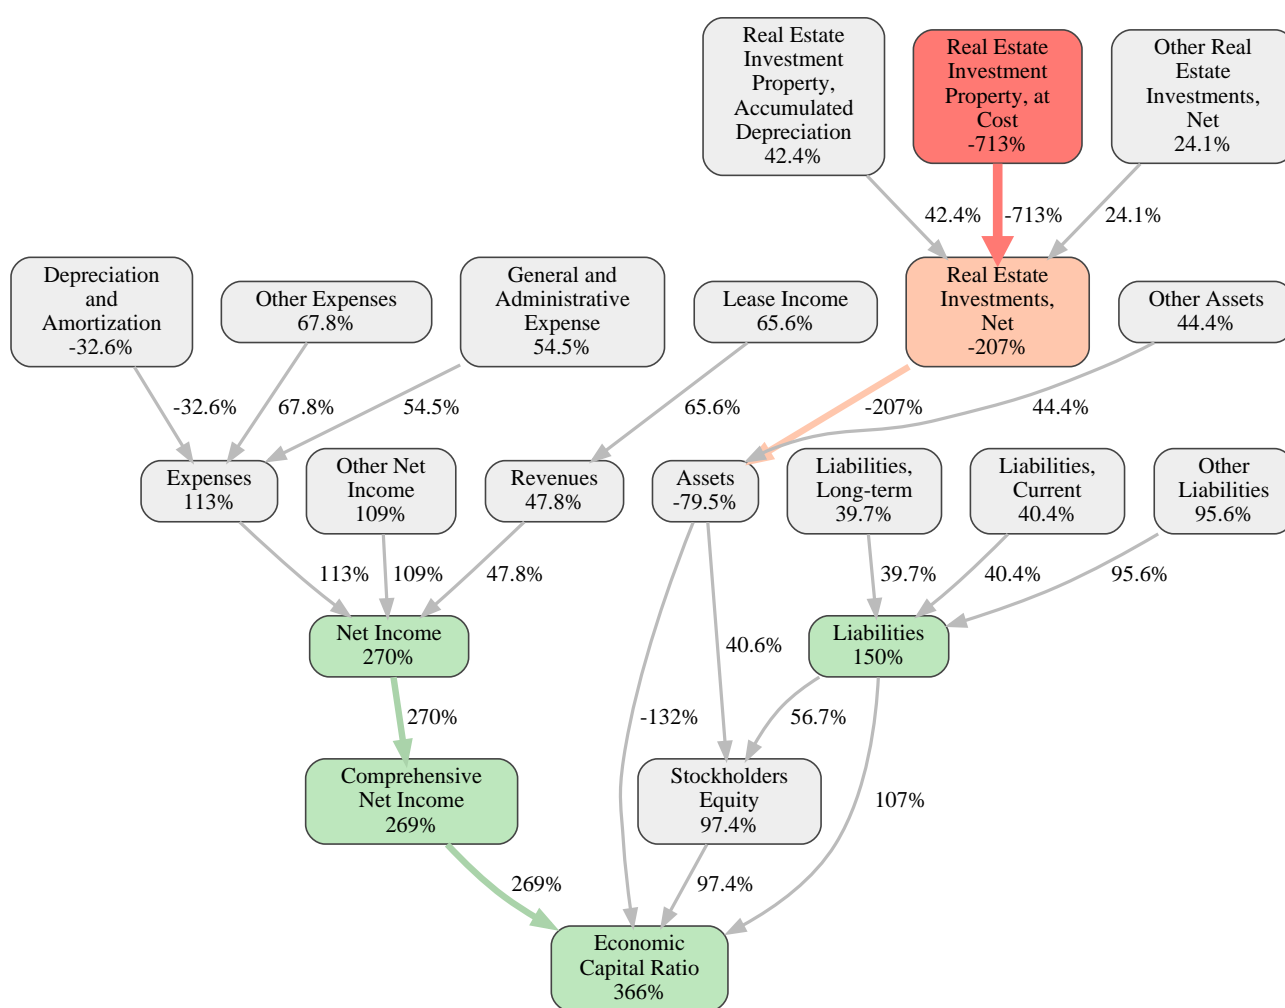 Real Estate
Investment
Property,
Accumulated
Depreciation
42.4%
Real Estate
Investment
Property, at
Cost
-713%
Other Real
Estate
Investments,
Net
24.1%
42.4%
-713%
24.1%
Depreciation
and
Amortization
-32.6%
Other Expenses
67.8%
General and
Administrative
Expense
54.5%
Lease Income
65.6%
Real Estate
Investments,
Net
-207%
Other Assets
44.4%
-32.6%
67.8%
54.5%
65.6%
-207%
44.4%
Expenses
113%
Other Net
Income
109%
Revenues
47.8%
Assets
-79.5%
Liabilities,
Long-term
39.7%
Liabilities,
Current
40.4%
Other
Liabilities
95.6%
113%
109%
47.8%
39.7%
40.4%
95.6%
Net Income
270%
40.6%
Liabilities
150%
270%
-132%
56.7%
Comprehensive
Net Income
269%
Stockholders
Equity
97.4%
107%
269%
97.4%
Economic
Capital Ratio
366%